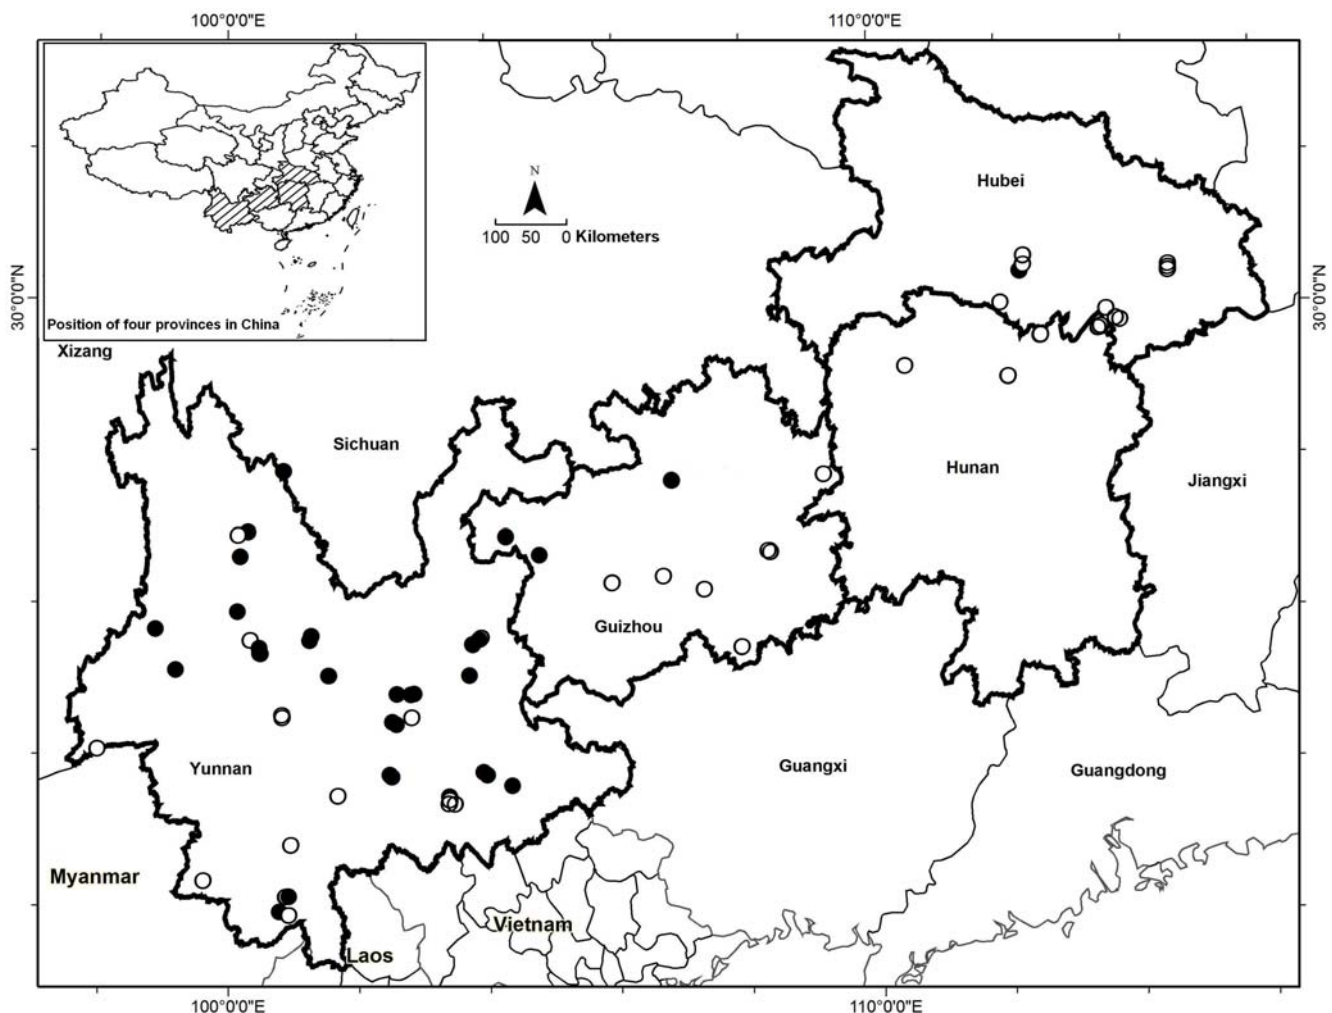 100°0'0"E
110°0'0"E
Hubei
N
100 50 0 Kilometers
30°0'0"N
30°0'0"N
Position of four provinces in China
Xizang
Sichuan
Hunan
Jiangxi
Guizhou
Yunnan
Guangxi
Guangdong
Myanmar
Vietnam
Laos
100°0'0"E
110°0'0"E